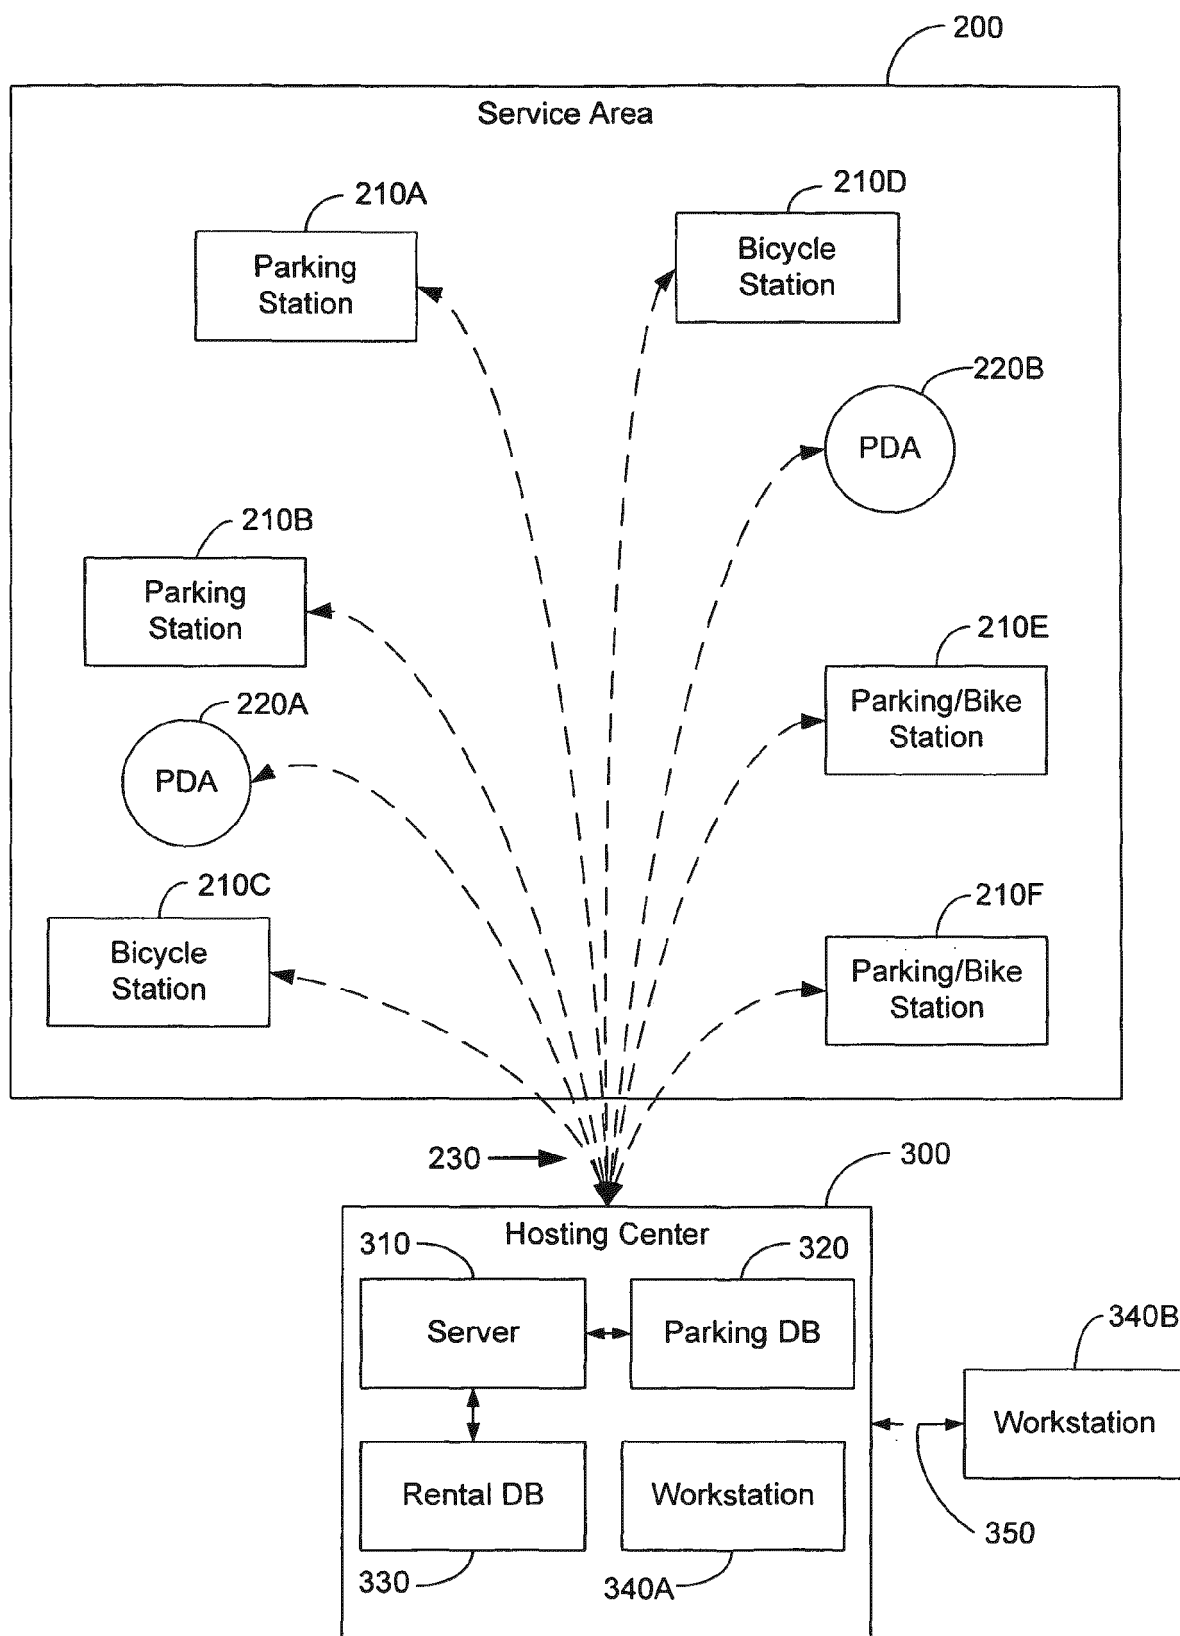 200
Service Area
210A
Parking
Station
210D
Bicycle
Station
220B
PDA
210B
Parking
Station
210E
Parking/Bike
Station
220A
PDA
210C
Bicycle
Station
210F
Parking/Bike
Station
230
300
Hosting Center
310
320
Server
Parking DB
340B
Workstation
Rental DB
Workstation
350
330
340A